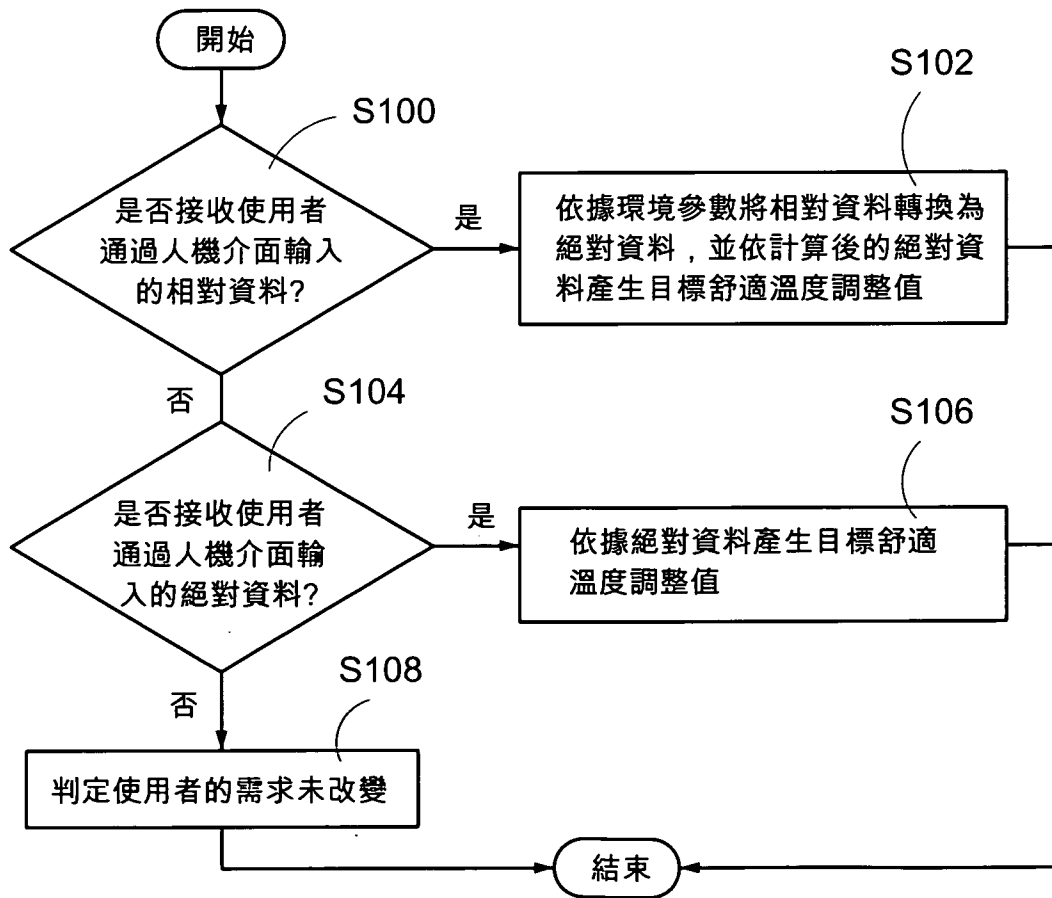 開始
S100
S102
是否接收使用者
通過人機介面輸入
的相對資料?
是
依據環境參數將相對資料轉換為
絕對資料，並依計算後的絕對資
料產生目標舒適溫度調整值
否
S104
S106
是否接收使用者
通過人機介面輸
入的絕對資料?
是
依據絕對資料產生目標舒適
溫度調整值
否
S108
判定使用者的需求未改變
結束